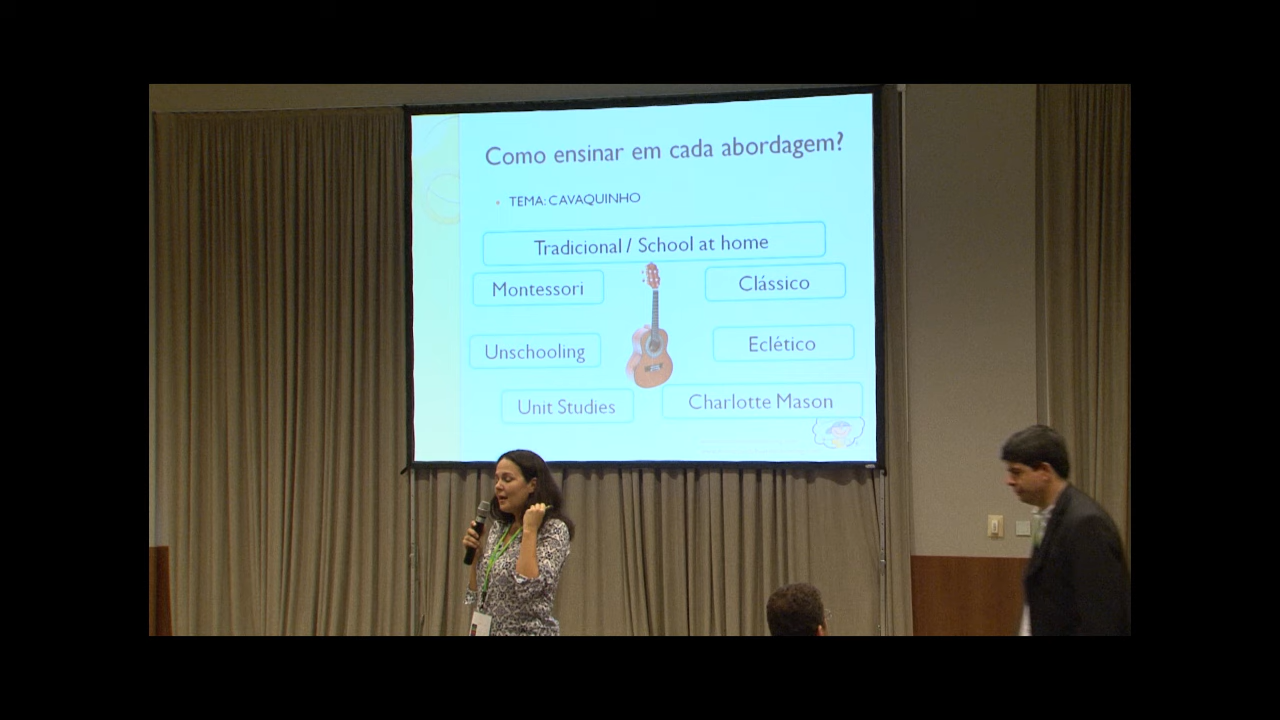 Como ensinar em cada abordagem?
TEMA: CAVAQUINHO
Tradicional / School at home
Montessori
Clássico
Unschooling
Eclético
Unit Studies
Charlotte Mason